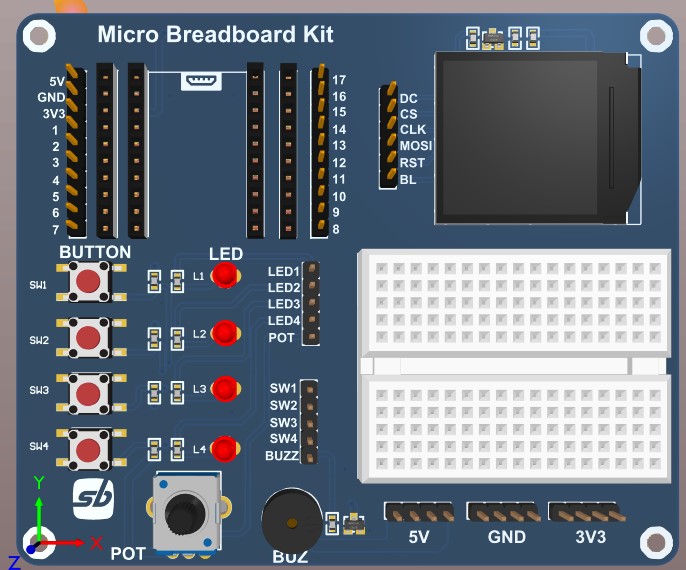 Micro Breadboard Kit
5V
GND
3V3
1
2
3
4
5
6
7
17
16
15
14
13
12
11
10
9
8
DC
CS
CLK
MOSI
RST
BL
BUTTON
LED
SW1
SW2
SW3
SW4
L1
L2
L3
L4
LED1
LED2
LED3
LED4
POT
SW1
SW2
SW3
SW4
BUZZ
sb
Y
X
Z
POT
BUZ
5V
GND
3V3